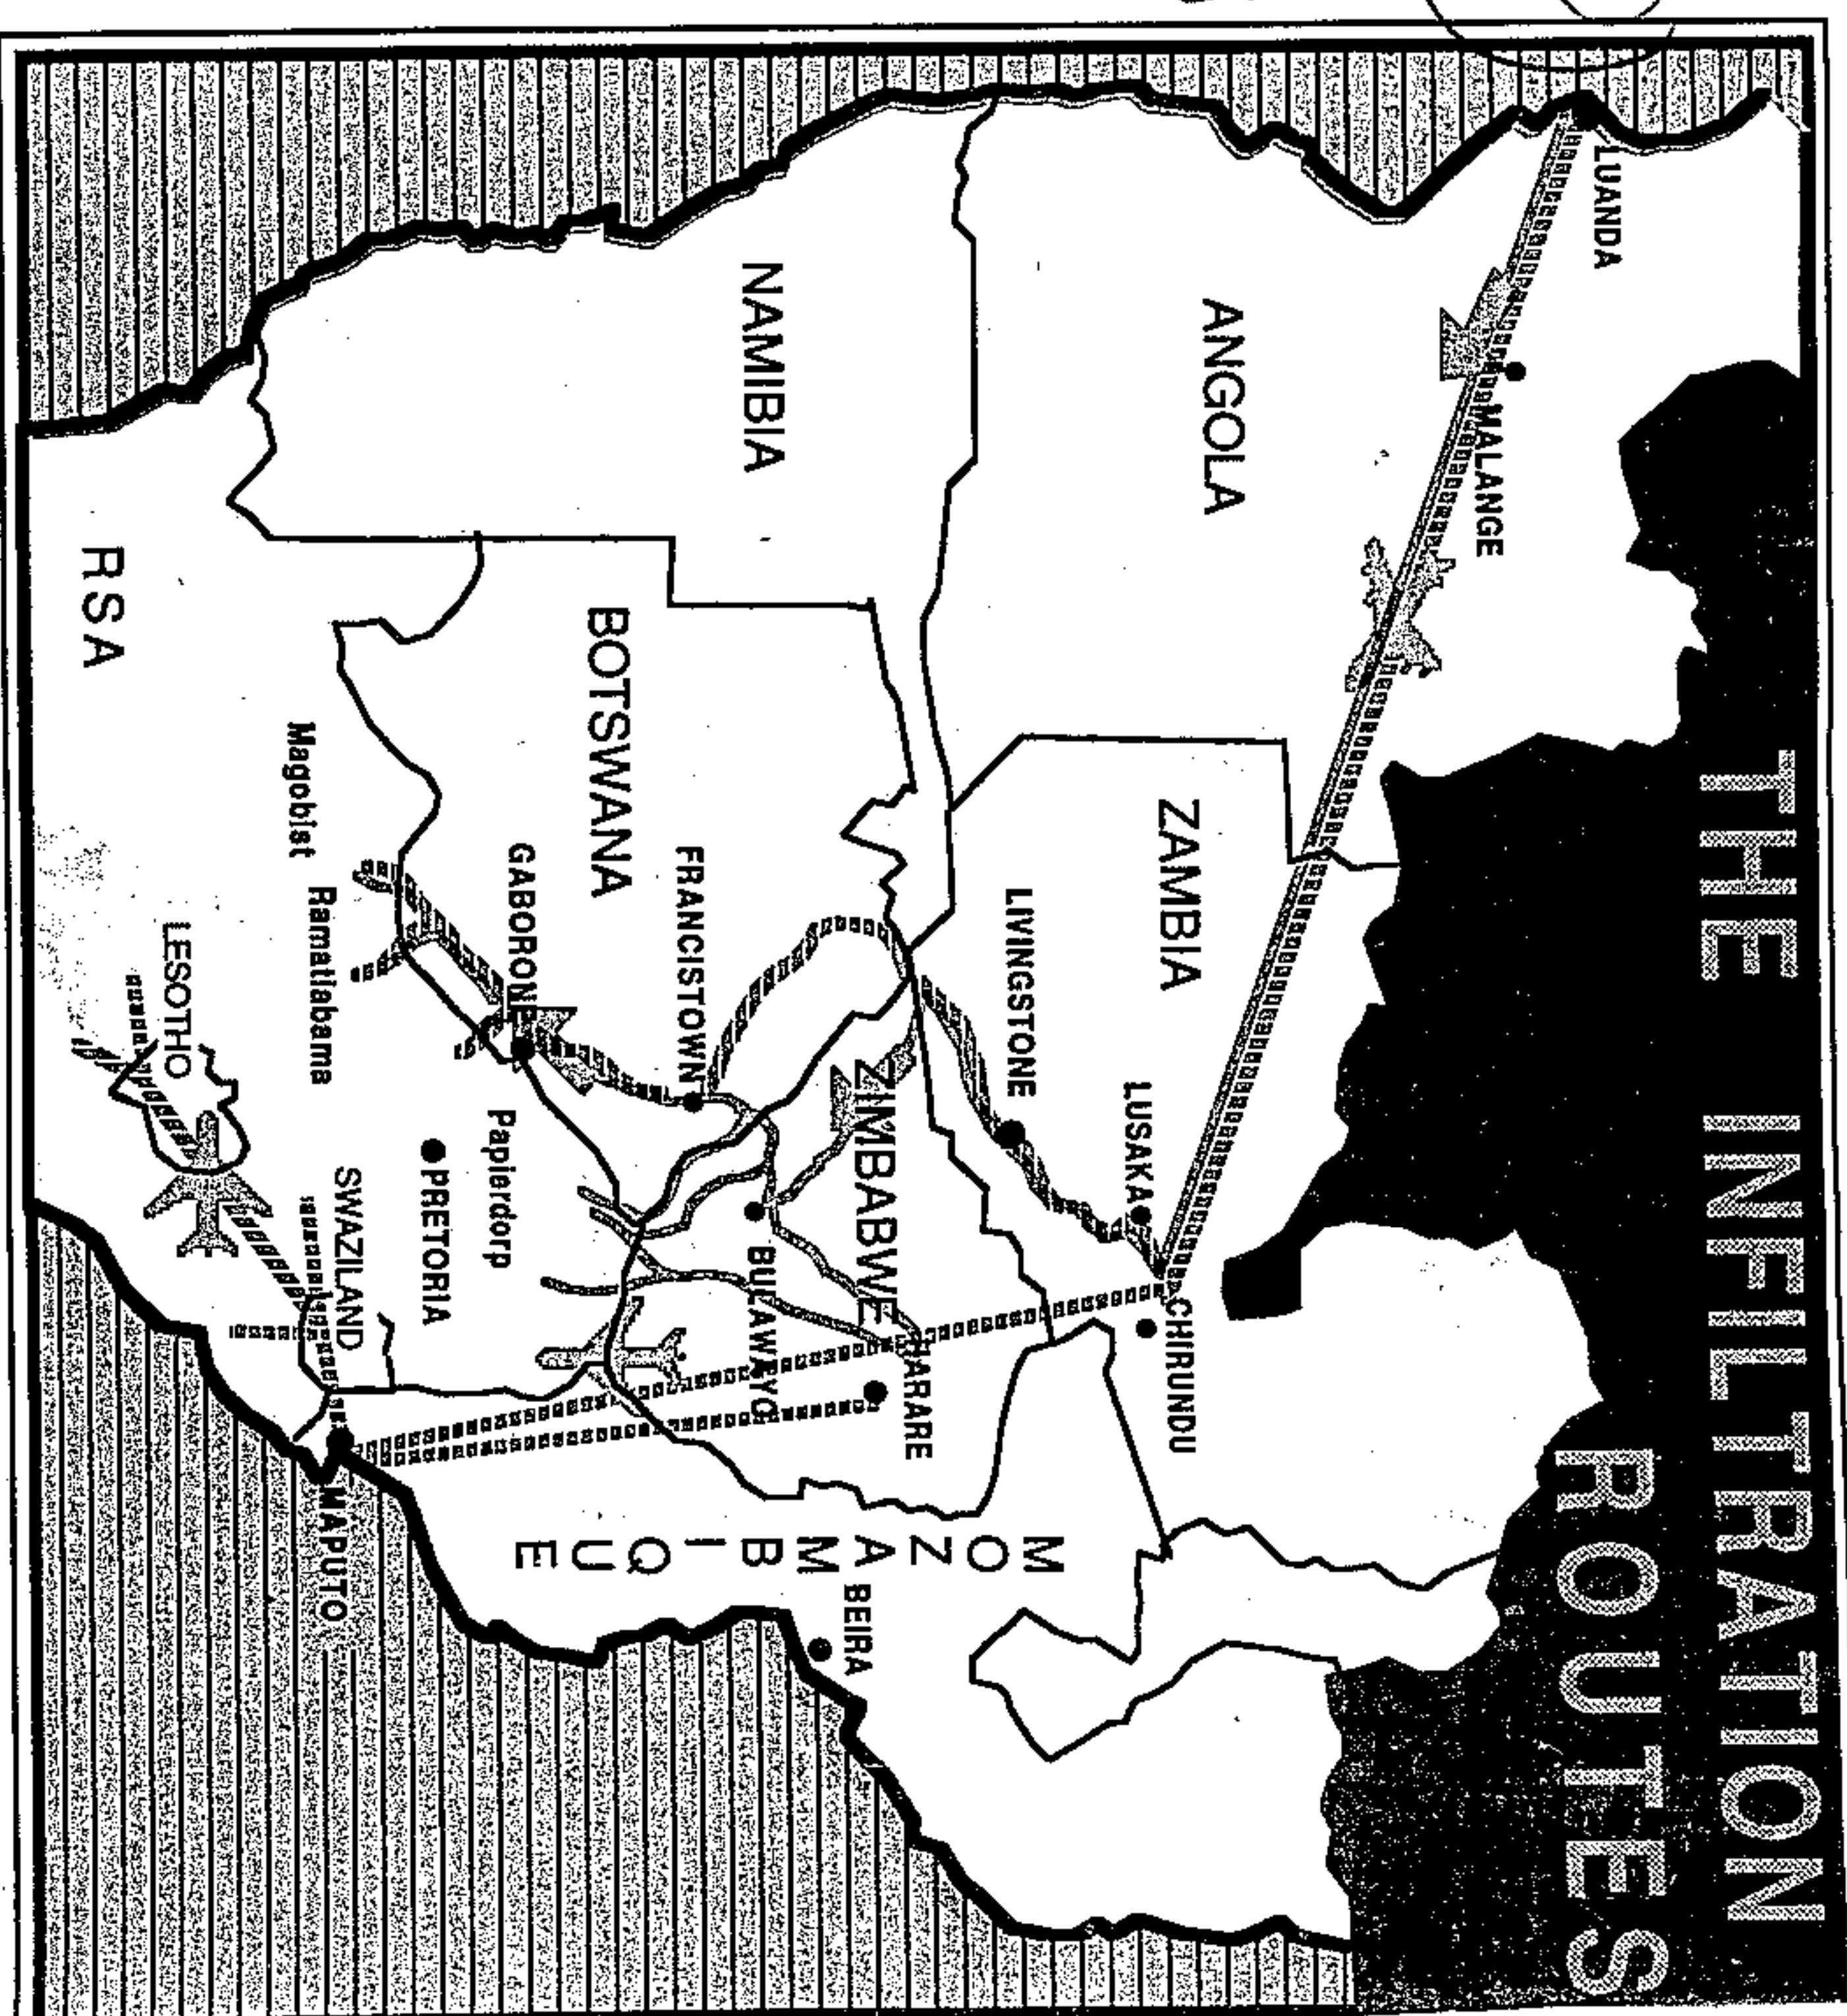 THE INFILTRATION
ROUTES
LUANDA
MALANGE
ANGOLA
ZAMBIA
LUSAKA
CHIRUNDU
LIVINGSTONE
NAMIBIA
ZIMBABWE
HARARE
MOZAMBIQUE
BEIRA
BOTSWANA
FRANCISTOWN
BULAWAYO
GABORONE
Papierdorp
PRETORIA
Magobist
Ramatlabama
SWAZILAND
MAPUTO
LESOTHO
RSA